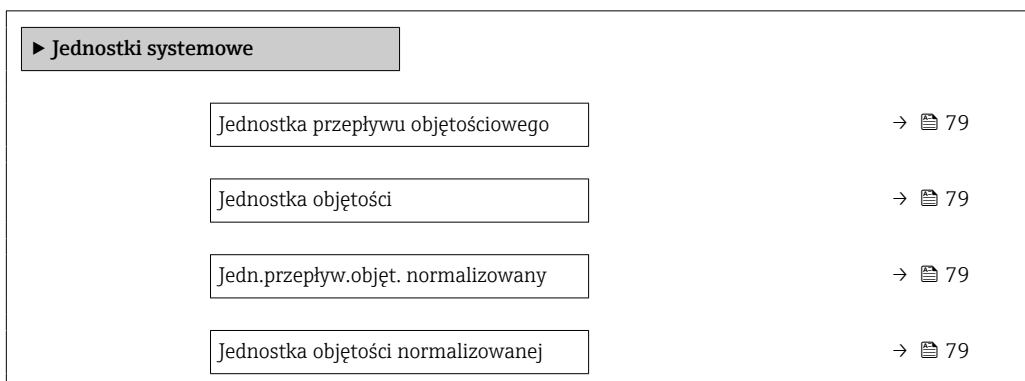 ▶ Jednostki systemowe
Jednostka przepływu objętościowego → 79
Jednostka objętości → 79
Jedn.przepływ.objęt. normalizowany → 79
Jednostka objętości normalizowanej → 79